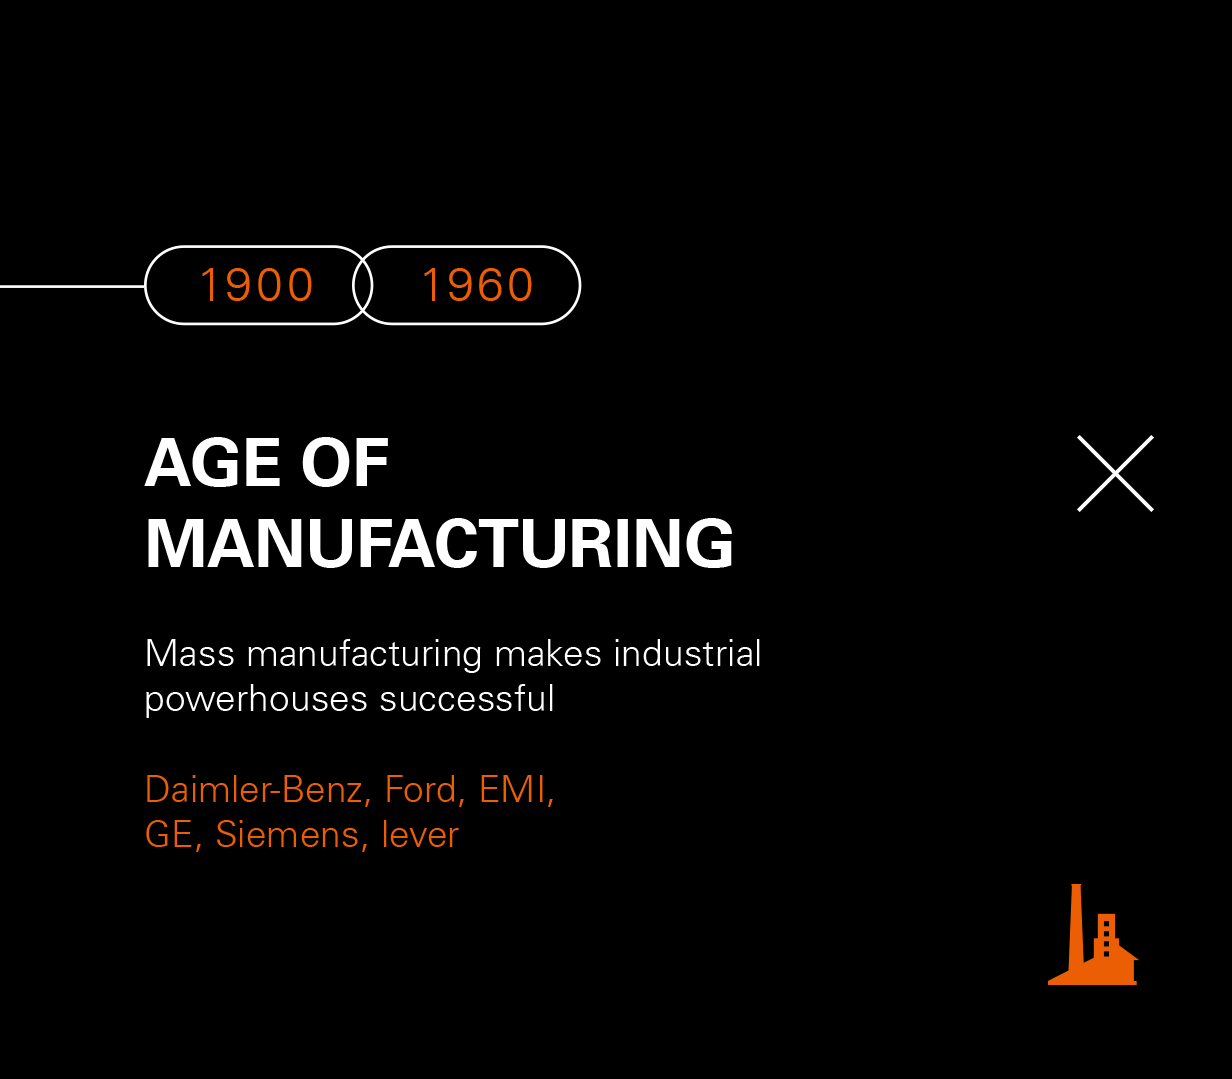 1900 1960
AGE OF
MANUFACTURING
Mass manufacturing makes industrial
powerhouses successful
Daimler-Benz, Ford, EMI,
GE, Siemens, lever